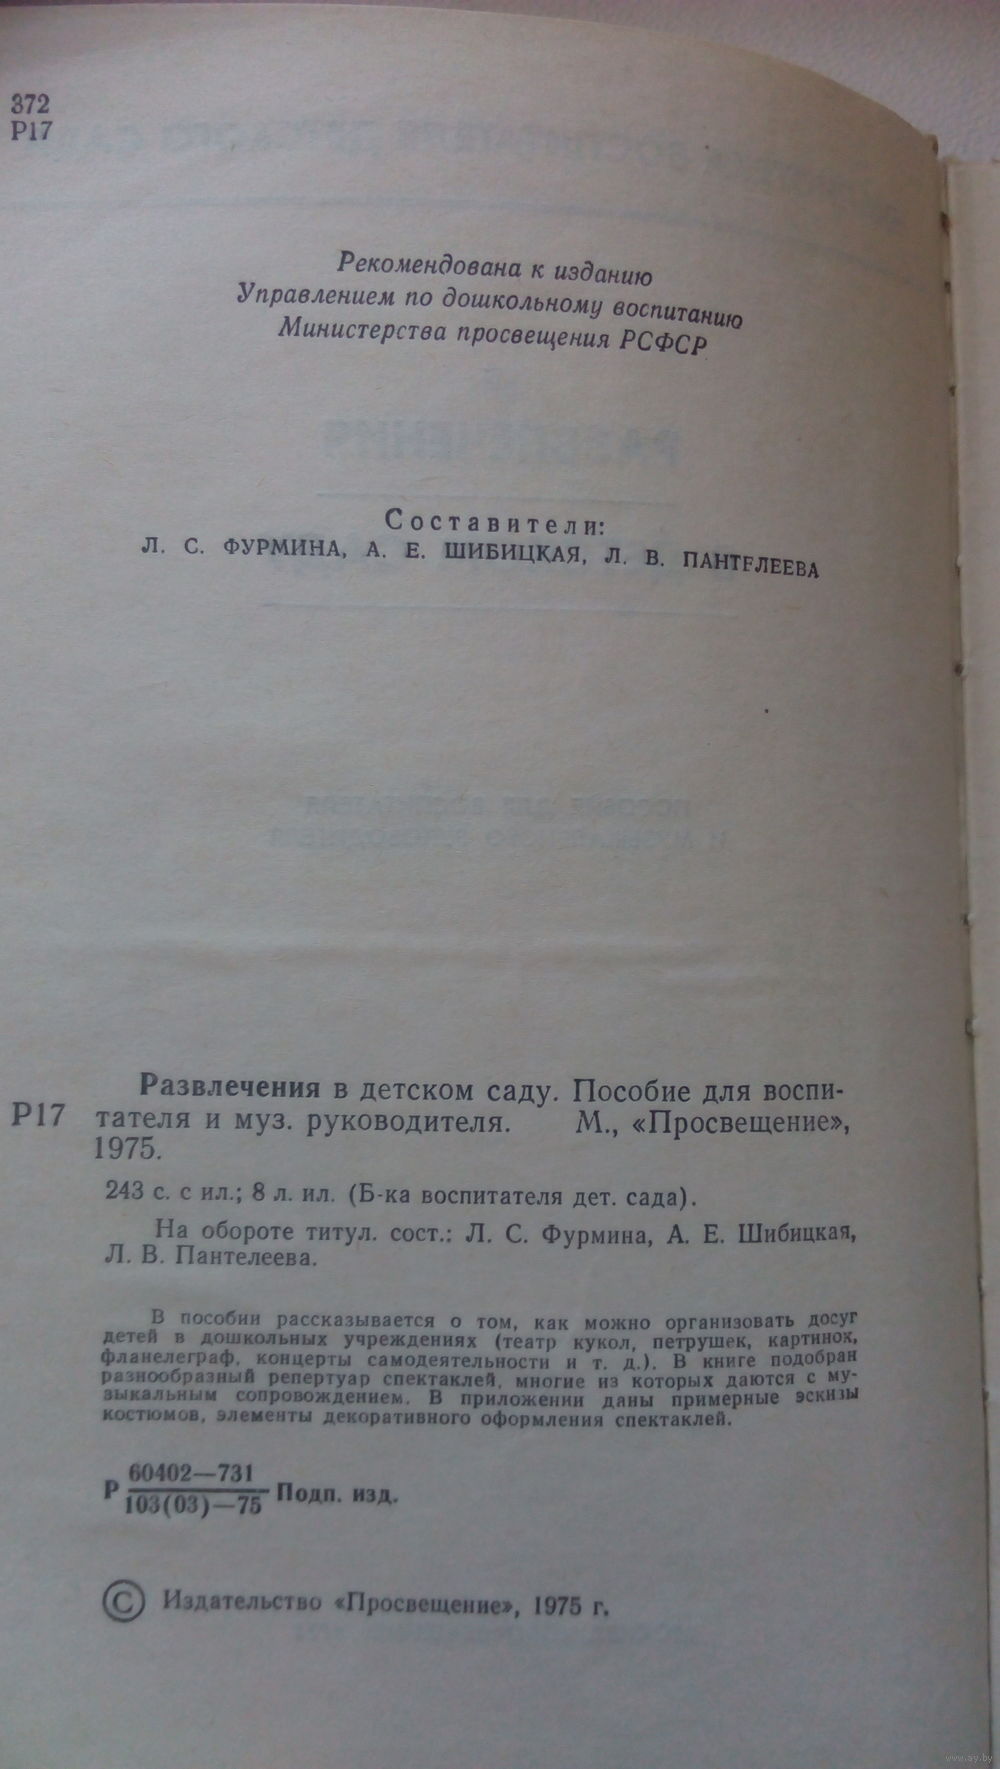 372
Р17
Рекомендована к изданию
Управлением по дошкольному воспитанию
Министерства просвещения РСФСР
Составители:
Л. С. ФУРМИНА, А. Е. ШИБИЦКАЯ, Л. В. ПАНТЕЛЕЕВА
Развлечения в детском саду. Пособие для воспи-
Р17 тателя и муз. руководителя. М., «Просвещение»,
1975.
243 с. с ил.; 8 л. ил. (Б-ка воспитателя дет. сада).
На обороте титул. сост.: Л. С. Фурмина, А. Е. Шибицкая,
Л. В. Пантелеева.
В пособии рассказывается о том, как можно организовать досуг
детей в дошкольных учреждениях (театр кукол, петрушек, картинок,
фланелеграф, концерты самодеятельности и т. д.). В книге подобран
разнообразный репертуар спектаклей, многие из которых даются с му-
зыкальным сопровождением. В приложении даны примерные эскизы
костюмов, элементы декоративного оформления спектаклей.
60402—731
Р Подп. изд.
103(03)—75
© Издательство «Просвещение», 1975 г.
www.ay.by